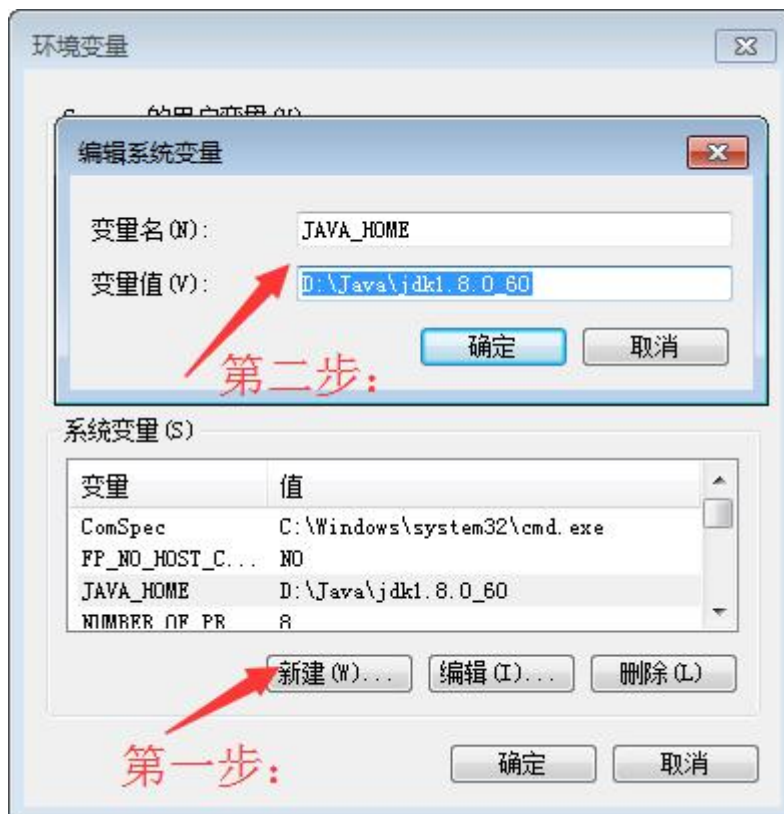 环境变量
编辑系统变量
变量名(N):
JAVA_HOME
变量值(V):
D:\Java\jdk1.8.0_60
确定
取消
第二步：
系统变量(S)
变量
值
ComSpec
C:\Windows\system32\cmd.exe
FP_NO_HOST_C...
NO
JAVA_HOME
D:\Java\jdk1.8.0_60
NUMBER_OF_PR
8
新建(W)...
编辑(I)...
删除(L)
第一步：
确定
取消